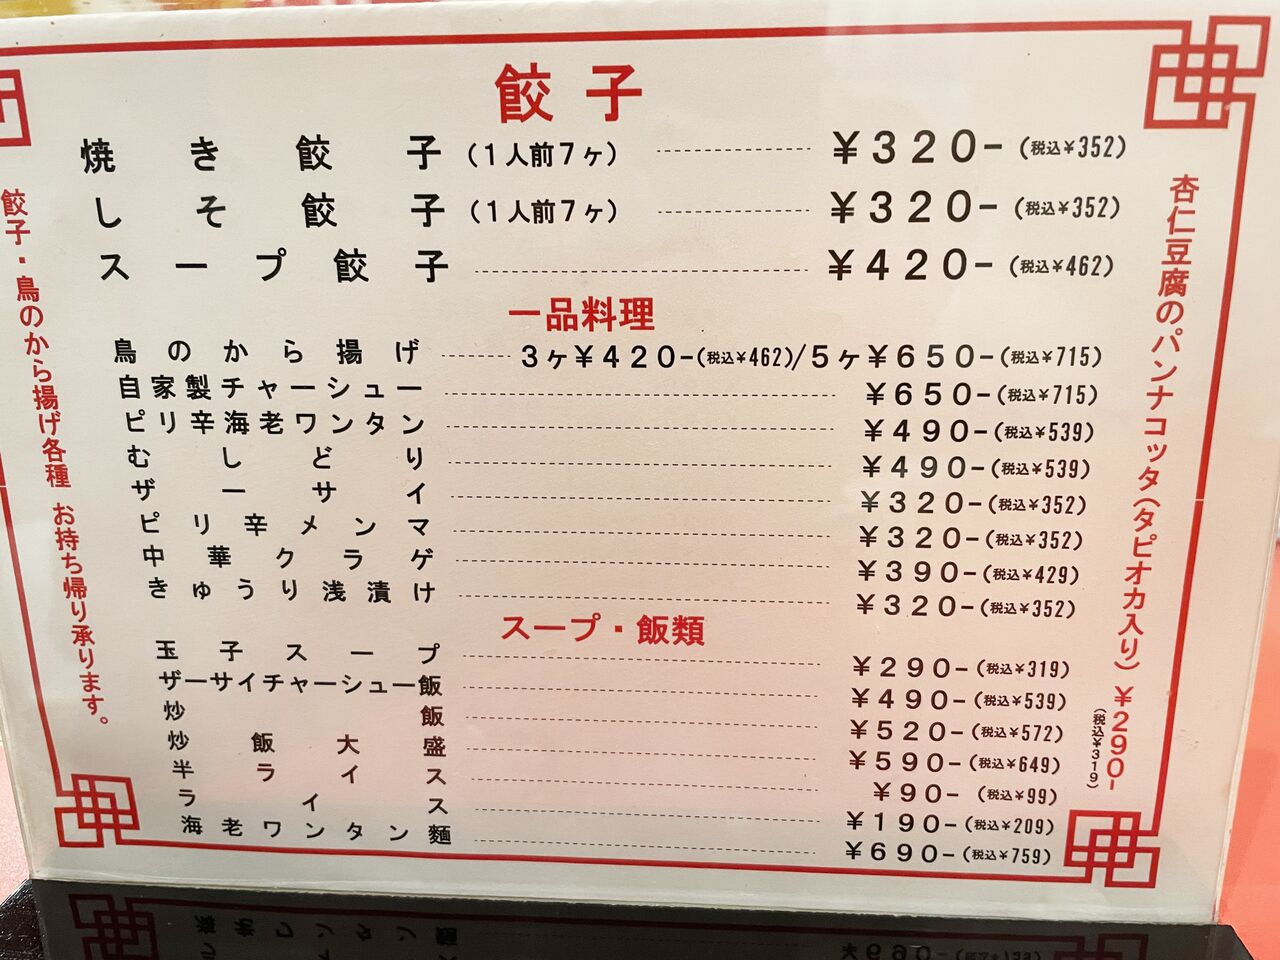 餃子
焼き餃子(1人前7ヶ) ¥320-(税込¥352)
しそ餃子(1人前7ヶ) ¥320-(税込¥352)
スープ餃子 ¥420-(税込¥462)
一品料理
鳥のから揚げ 3ヶ¥420-(税込¥462)/5ヶ¥650-(税込¥715)
自家製チャーシュー ¥650-(税込¥715)
ピリ辛海老ワンタン ¥490-(税込¥539)
むしどり ¥490-(税込¥539)
ザーサイ ¥320-(税込¥352)
ピリ辛メンマ ¥320-(税込¥352)
中華クラゲ ¥390-(税込¥429)
きゅうり浅漬け ¥320-(税込¥352)
スープ・飯類
玉子スープ ¥290-(税込¥319)
ザーサイチャーシュー飯 ¥490-(税込¥539)
炒飯 ¥520-(税込¥572)
炒飯大盛 ¥590-(税込¥649)
半ライス ¥90-(税込¥99)
ライス ¥190-(税込¥209)
海老ワンタン麺 ¥690-(税込¥759)
杏仁豆腐のパンナコッタ(タピオカ入り) ¥290-(税込¥319)
餃子・鳥のから揚げ各種 お持ち帰り承ります。